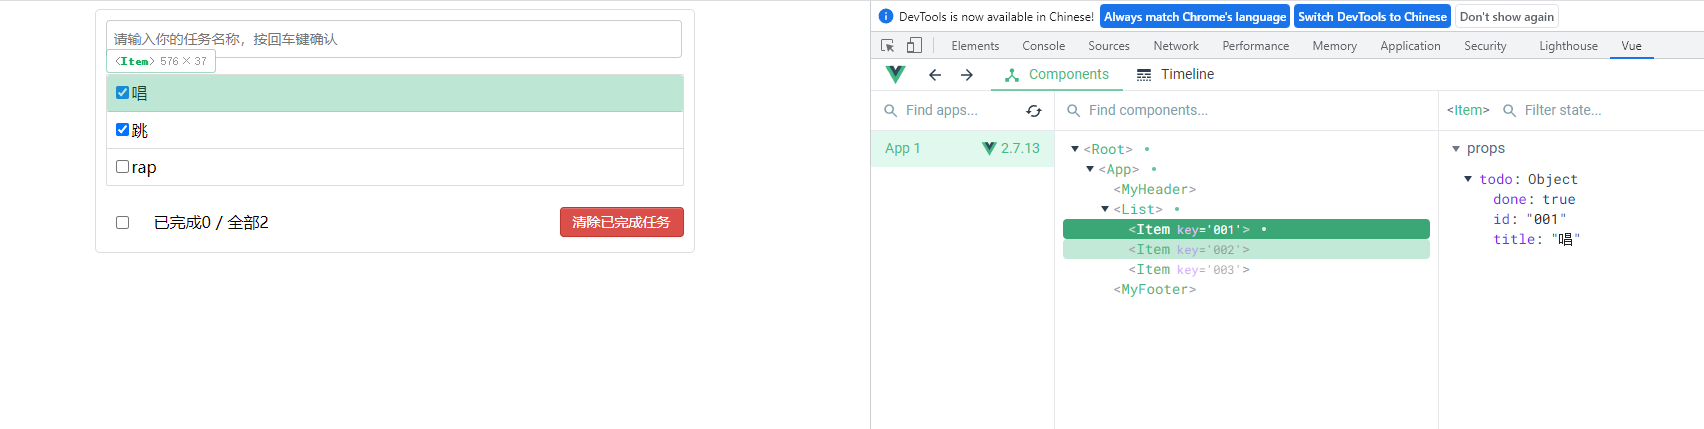 请输入你的任务名称，按回车键确认
<Item> 576 × 37
唱
跳
rap
已完成0 / 全部2
清除已完成任务
DevTools is now available in Chinese!
Always match Chrome's language
Switch DevTools to Chinese
Don't show again
Elements
Console
Sources
Network
Performance
Memory
Application
Security
Lighthouse
Vue
Components
Timeline
Find apps...
Find components...
<Item>
Filter state...
App 1
2.7.13
<Root>
<App>
<MyHeader>
<List>
<Item key='001'>
<Item key='002'>
<Item key='003'>
<MyFooter>
props
todo: Object
done: true
id: "001"
title: "唱"